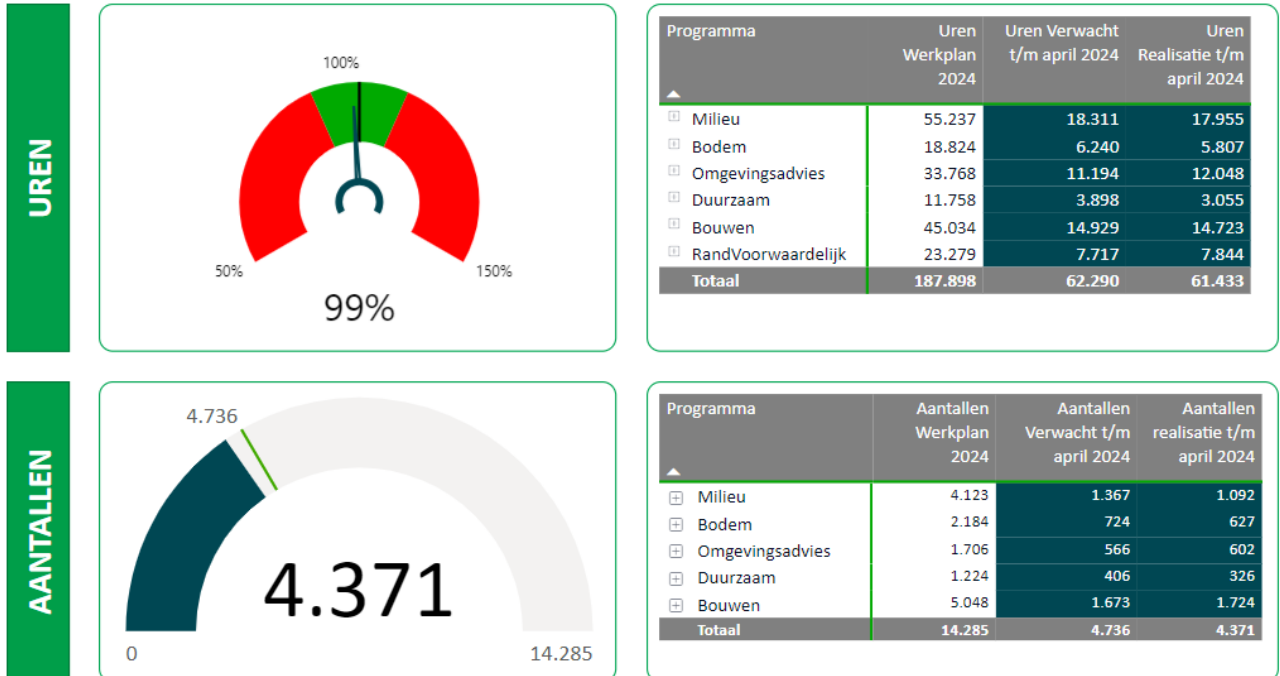 UREN
100%
50%
150%
99%
Programma Uren Uren Verwacht Uren
Werkplan t/m april 2024 Realisatie t/m
2024 april 2024
Milieu 55.237 18.311 17.955
Bodem 18.824 6.240 5.807
Omgevingsadvies 33.768 11.194 12.048
Duurzaam 11.758 3.898 3.055
Bouwen 45.034 14.929 14.723
RandVoorwaardelijk 23.279 7.717 7.844
Totaal 187.898 62.290 61.433
AANTALLEN
4.736
4.371
0
14.285
Programma Aantallen Aantallen Aantallen
Werkplan Verwacht t/m realisatie t/m
2024 april 2024 april 2024
Milieu 4.123 1.367 1.092
Bodem 2.184 724 627
Omgevingsadvies 1.706 566 602
Duurzaam 1.224 406 326
Bouwen 5.048 1.673 1.724
Totaal 14.285 4.736 4.371